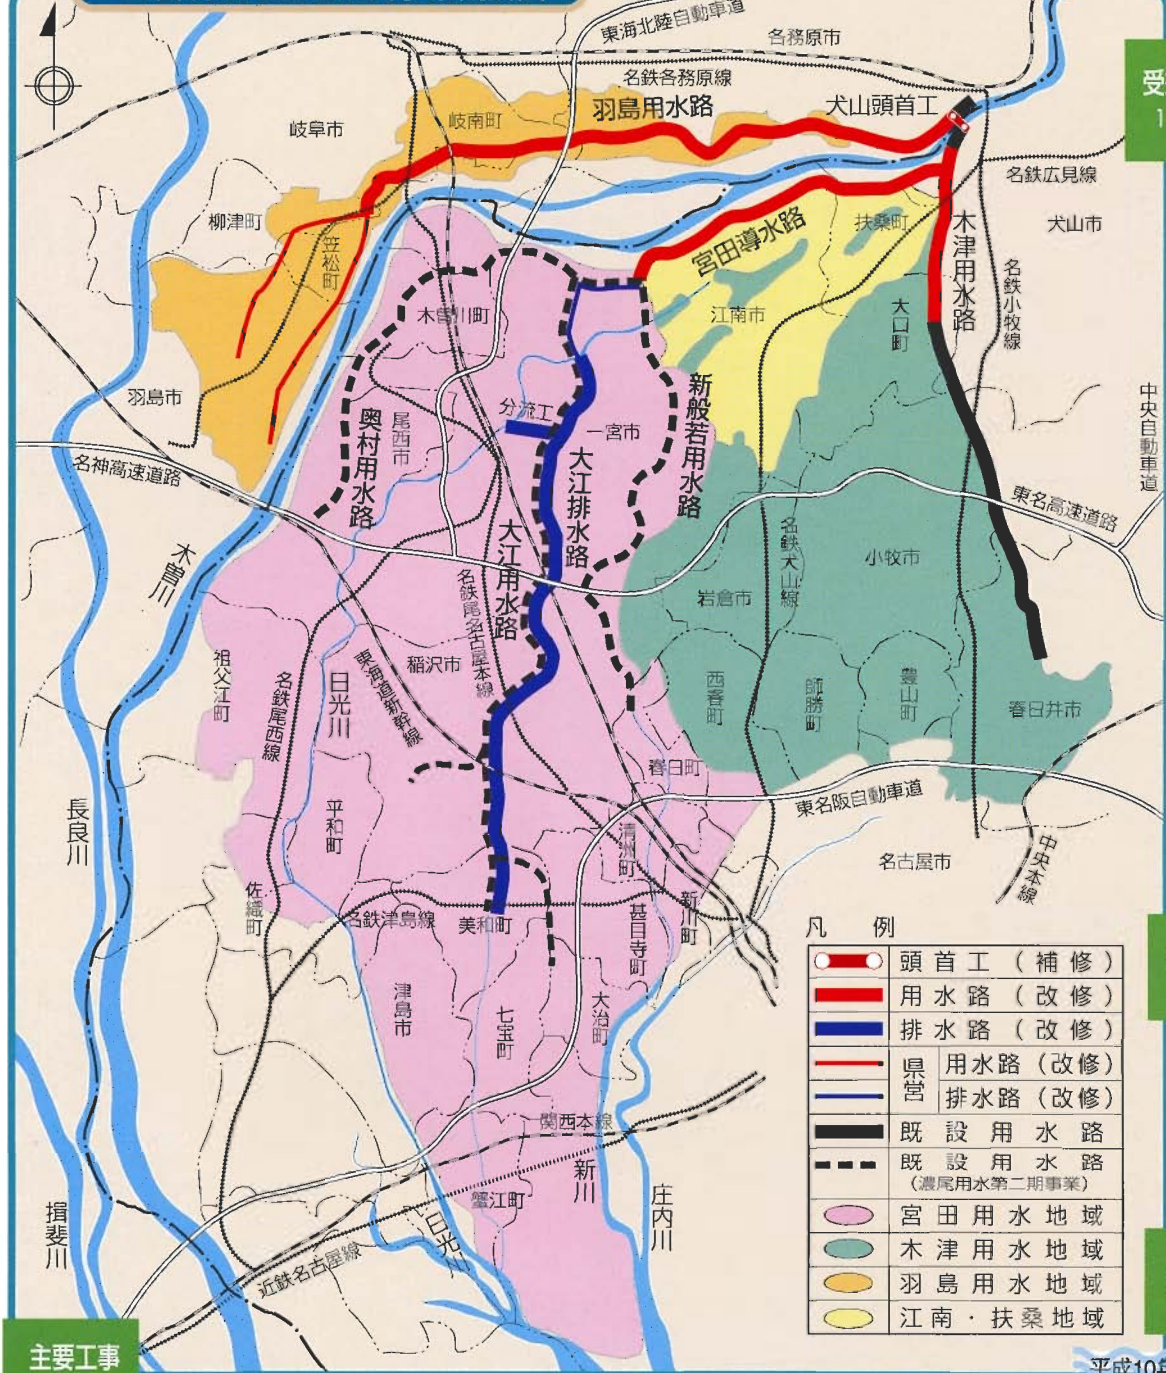 東海北陸自動車道
各務原市
受
1
名鉄各務原線
岐南町
羽島用水路
犬山頭首工
岐阜市
名鉄広見線
柳津町
笠松町
扶桑町
犬山市
宮田導水路
木津用水路
名鉄小牧線
木曽川町
江南市
大口町
羽島市
分流工
一宮市
新般若用水路
中央自動車道
奥村用水路
尾西市
名神高速道路
大江排水路
東名高速道路
大江用水路
名鉄犬山線
小牧市
木曽川
名鉄尾名古屋本線
岩倉市
祖父江町
名鉄尾西線
日光川
東海道新幹線
稲沢市
西春町
師勝町
豊山町
春日井市
春日町
東名阪自動車道
長良川
平和町
清洲町
名古屋市
中央本線
佐織町
名鉄津島線
美和町
甚目寺町
新川町
津島市
七宝町
大治町
関西本線
新川
蟹江町
庄内川
揖斐川
日光川
近鉄名古屋線
凡例
頭首工(補修)
用水路(改修)
排水路(改修)
県営
用水路(改修)
排水路(改修)
既設用水路
既設用水路
(濃尾用水第二期事業)
宮田用水地域
木津用水地域
羽島用水地域
江南・扶桑地域
主要工事
平成10年